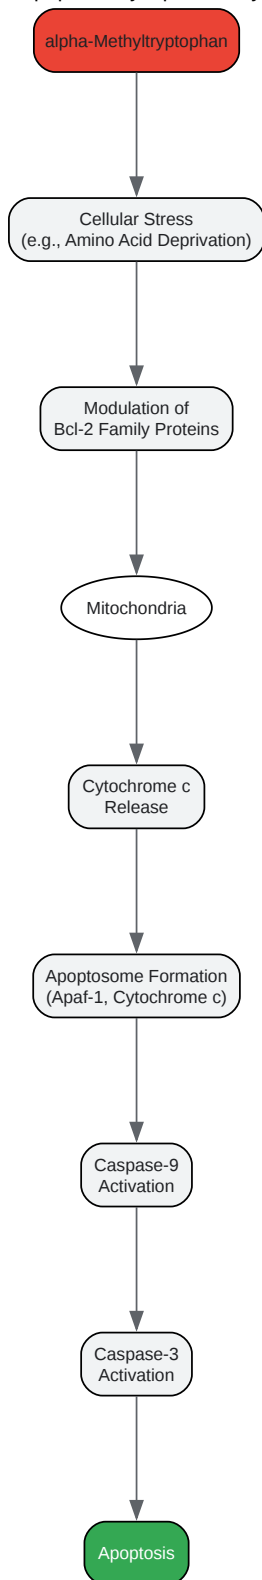 alpha-Methyltryptophan
Cellular Stress
(e.g., Amino Acid Deprivation)
Modulation of
Bcl-2 Family Proteins
Mitochondria
Cytochrome c
Release
Apoptosome Formation
(Apaf-1, Cytochrome c)
Caspase-9
Activation
Caspase-3
Activation
Apoptosis